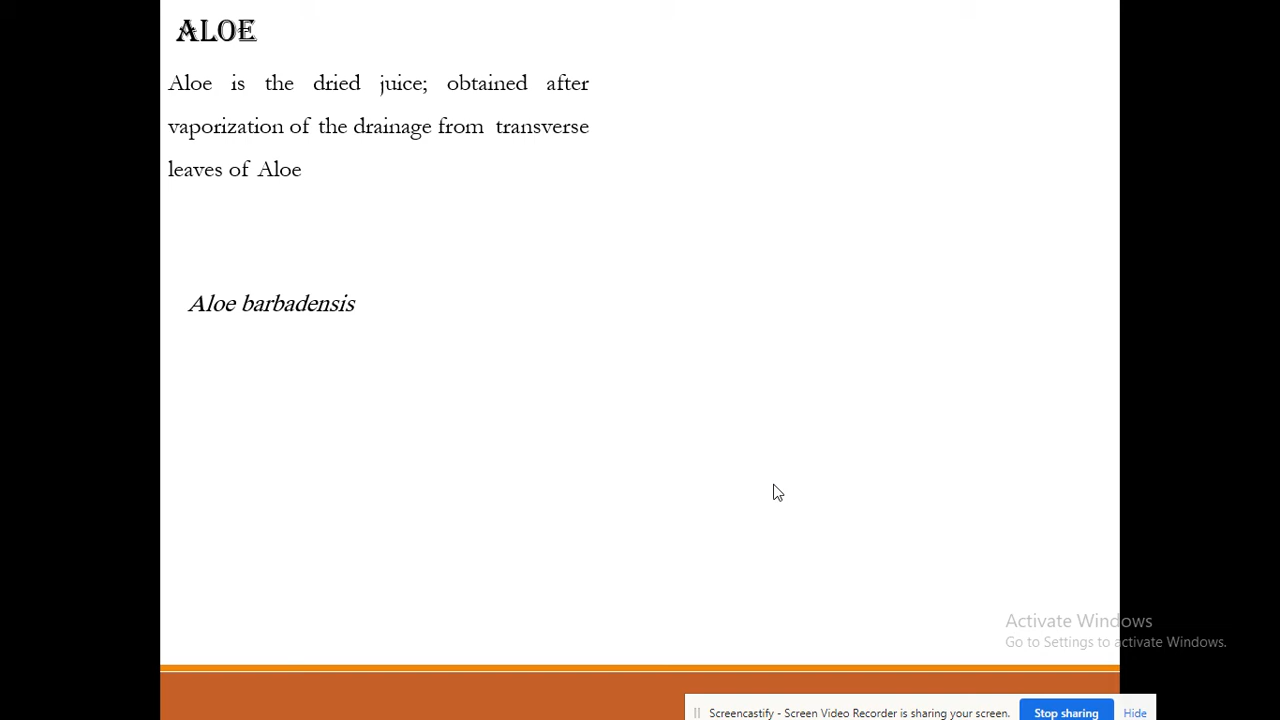 ALOE
Aloe is the dried juice; obtained after
vaporization of the drainage from transverse
leaves of Aloe
Aloe barbadensis
Activate Windows
Go to Settings to activate Windows.
Screencastify - Screen Video Recorder is sharing your screen.
Stop sharing
Hide